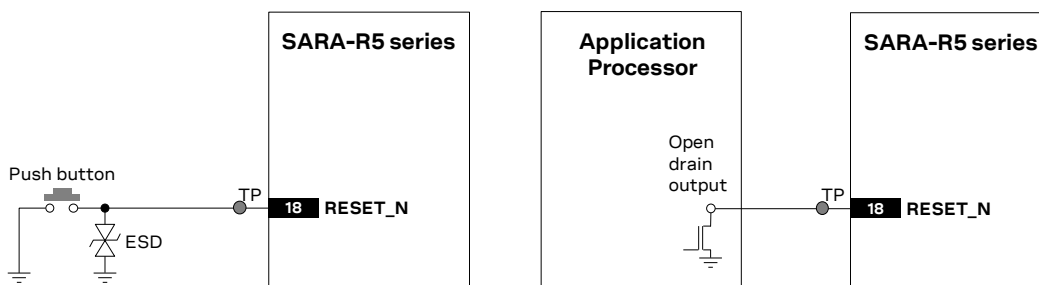 SARA-R5 series
Push button
TP
18 RESET_N
ESD
Application
Processor
Open
drain
output
SARA-R5 series
TP
18 RESET_N